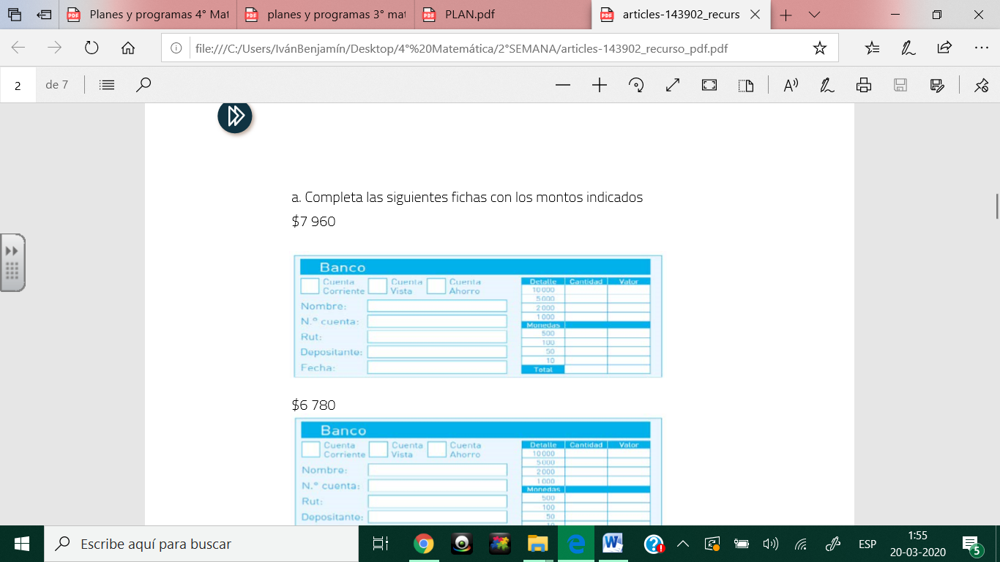 Planes y programas 4° Mat
planes y programas 3° mat
PLAN.pdf
articles-143902_recurs
file:///C:/Users/IvánBenjamín/Desktop/4°%20Matemática/2°SEMANA/articles-143902_recurso_pdf.pdf
2 de 7
a. Completa las siguientes fichas con los montos indicados
$7 960
Banco
Cuenta Corriente
Cuenta Vista
Cuenta Ahorro
Nombre:
N.° cuenta:
Rut:
Depositante:
Fecha:
Detalle Cantidad Valor
10 000
5 000
2 000
1 000
Monedas
500
100
50
10
Total
$6 780
Banco
Cuenta Corriente
Cuenta Vista
Cuenta Ahorro
Nombre:
N.° cuenta:
Rut:
Depositante:
Detalle Cantidad Valor
10 000
5 000
2 000
1 000
Monedas
500
100
50
10
Escribe aquí para buscar
ESP
1:55
20-03-2020
5